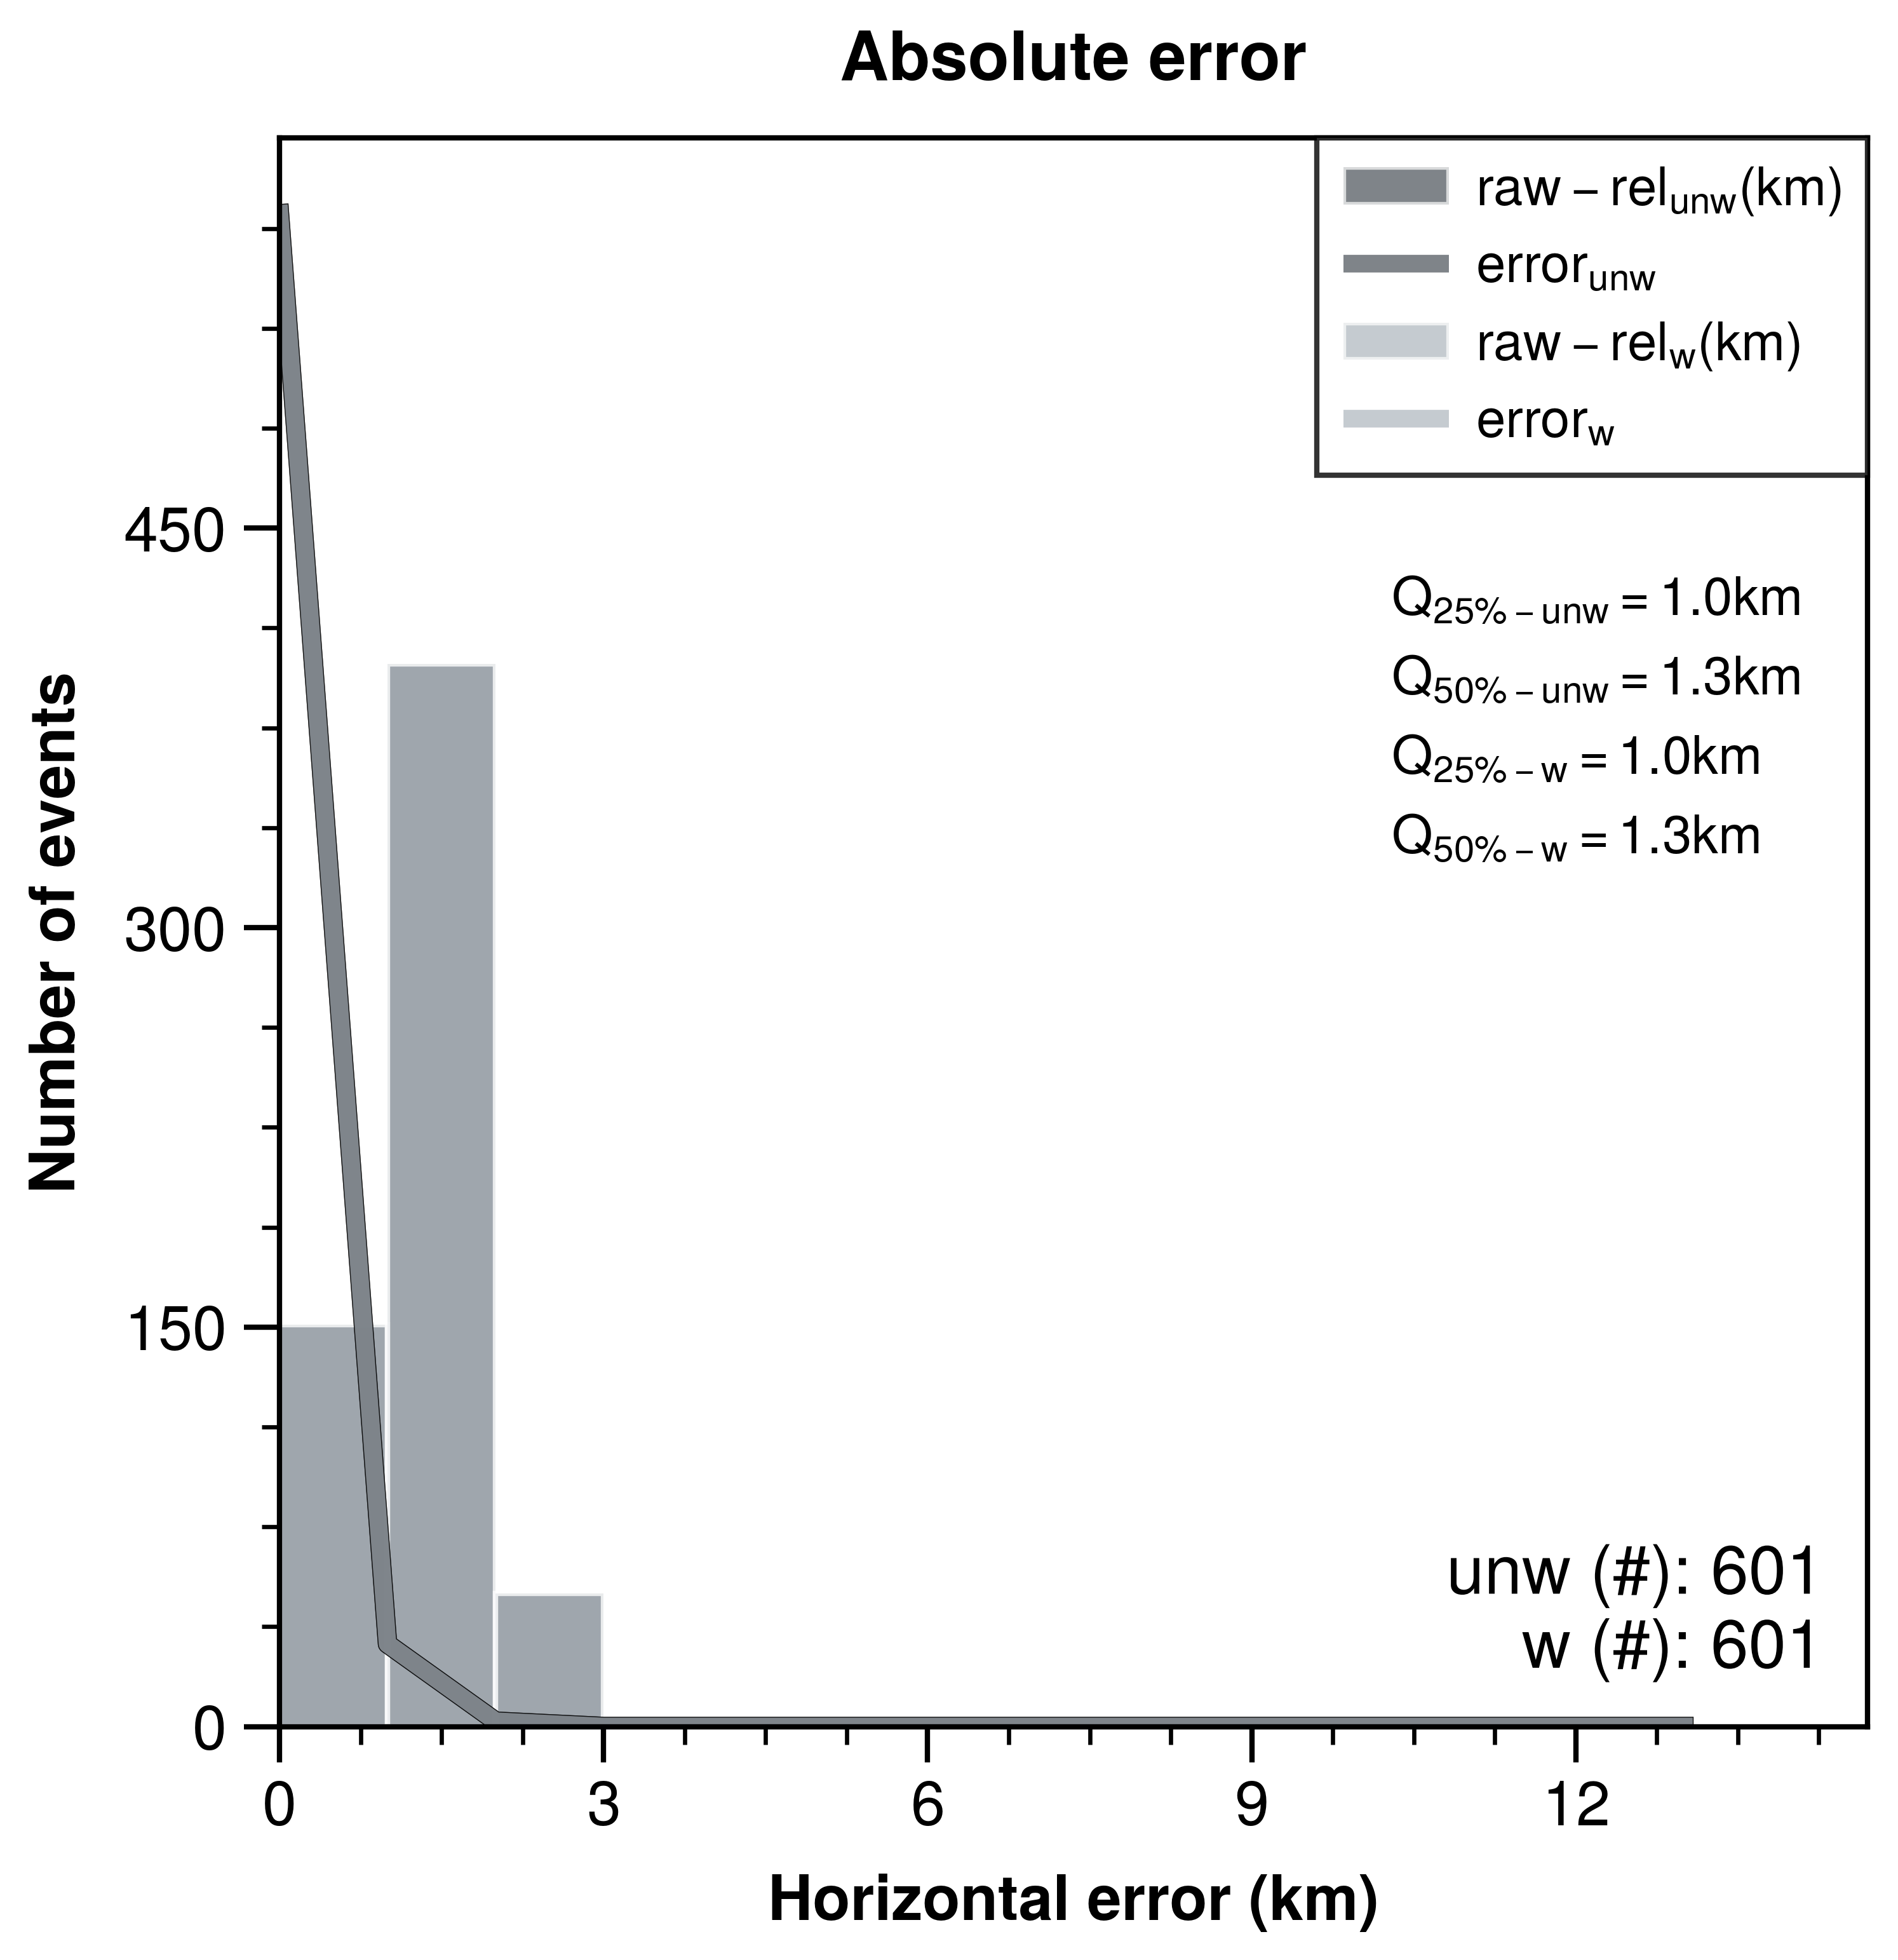 Absolute error
raw – rel_unw(km)
error_unw
raw – rel_w(km)
error_w
450
300
150
0
Number of events
Q_25% – unw = 1.0km
Q_50% – unw = 1.3km
Q_25% – w = 1.0km
Q_50% – w = 1.3km
unw (#): 601
w (#): 601
0 3 6 9 12
Horizontal error (km)